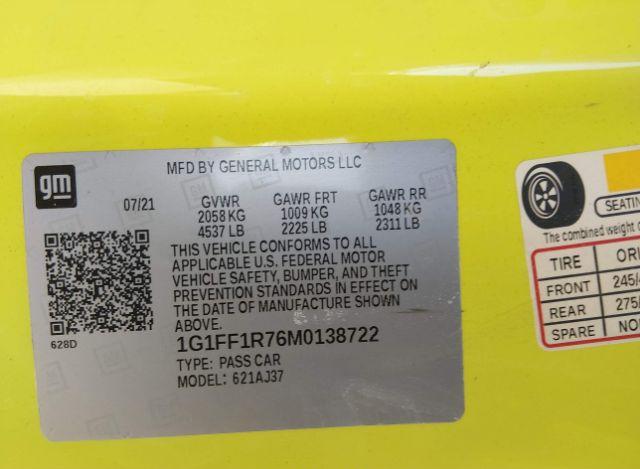 gm
MFD BY GENERAL MOTORS LLC
07/21 GVWR GAWR FRT GAWR RR
2058 KG 1009 KG 1048 KG
4537 LB 2225 LB 2311 LB
THIS VEHICLE CONFORMS TO ALL
APPLICABLE U.S. FEDERAL MOTOR
VEHICLE SAFETY, BUMPER, AND THEFT
PREVENTION STANDARDS IN EFFECT ON
THE DATE OF MANUFACTURE SHOWN
ABOVE.
628D
1G1FF1R76M0138722
TYPE: PASS CAR
MODEL: 621AJ37
SEATIN
The combined weight o
TIRE ORI
FRONT 245/4
REAR 275/
SPARE NO